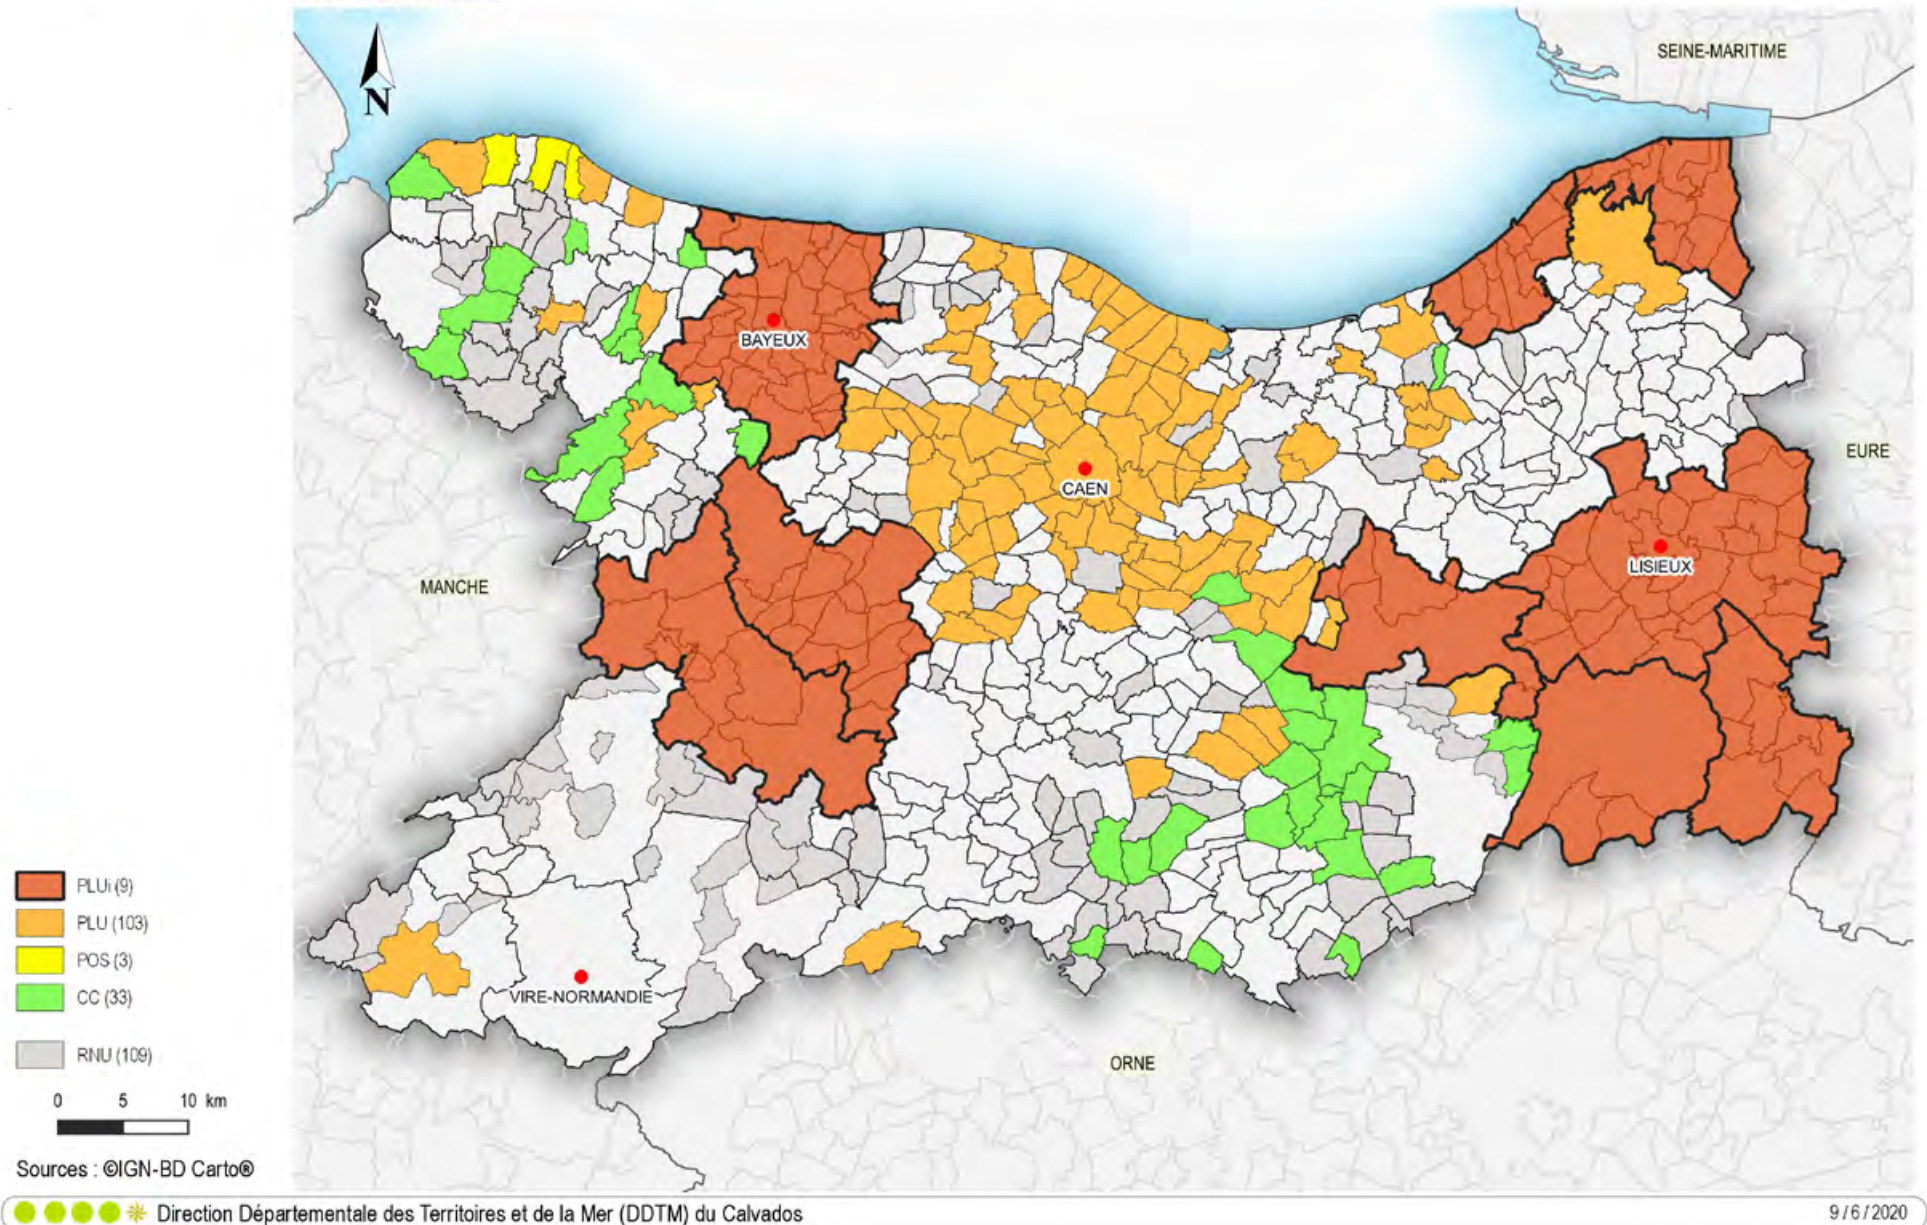 SEINE-MARITIME
N
BAYEUX
EURE
CAEN
LISIEUX
MANCHE
VIRE-NORMANDIE
ORNE
PLUi (9)
PLU (103)
POS (3)
CC (33)
RNU (109)
0 5 10 km
Sources : ©IGN-BD Carto®
Direction Départementale des Territoires et de la Mer (DDTM) du Calvados
9 / 6 / 2020